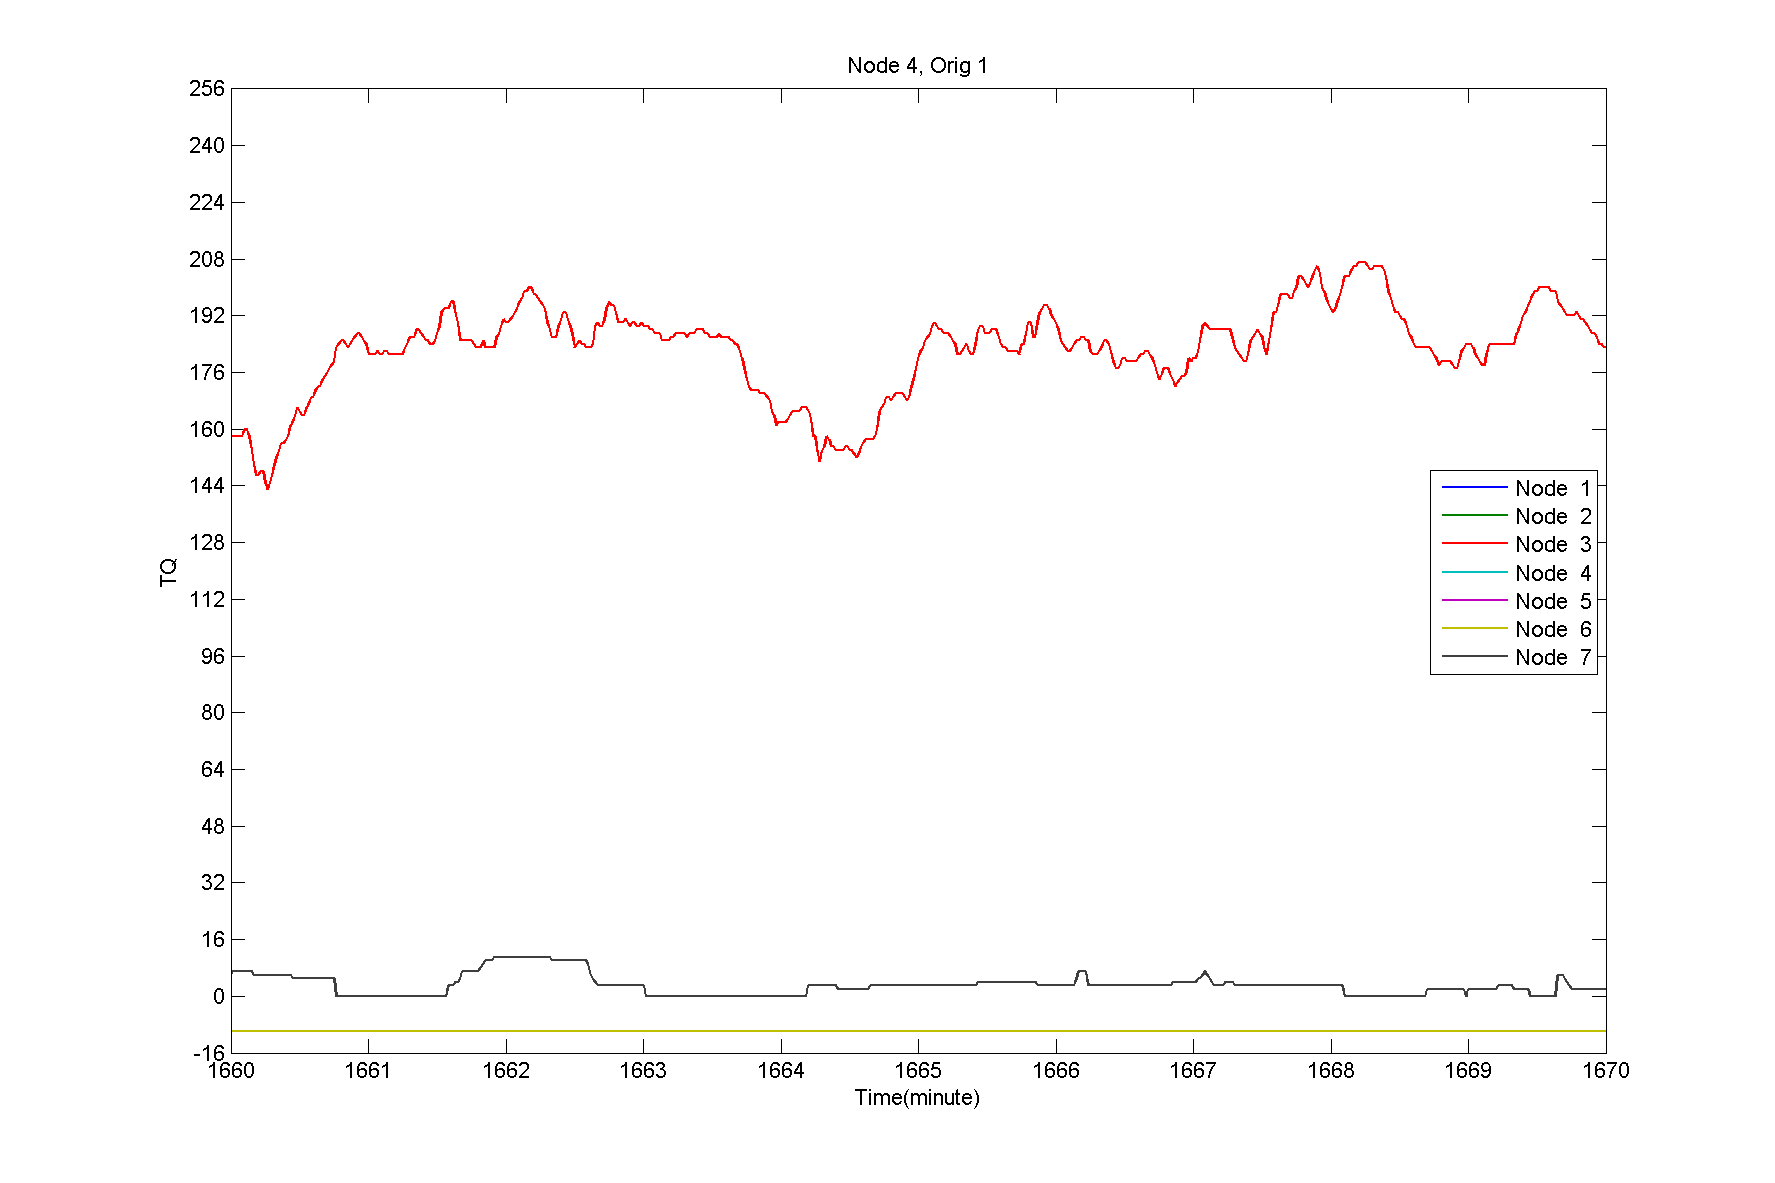 Node 4, Orig 1
256
240
224
208
192
176
160
144
128
112
96
80
64
48
32
16
0
-16
TQ
Node 1
Node 2
Node 3
Node 4
Node 5
Node 6
Node 7
1660 1661 1662 1663 1664 1665 1666 1667 1668 1669 1670
Time(minute)